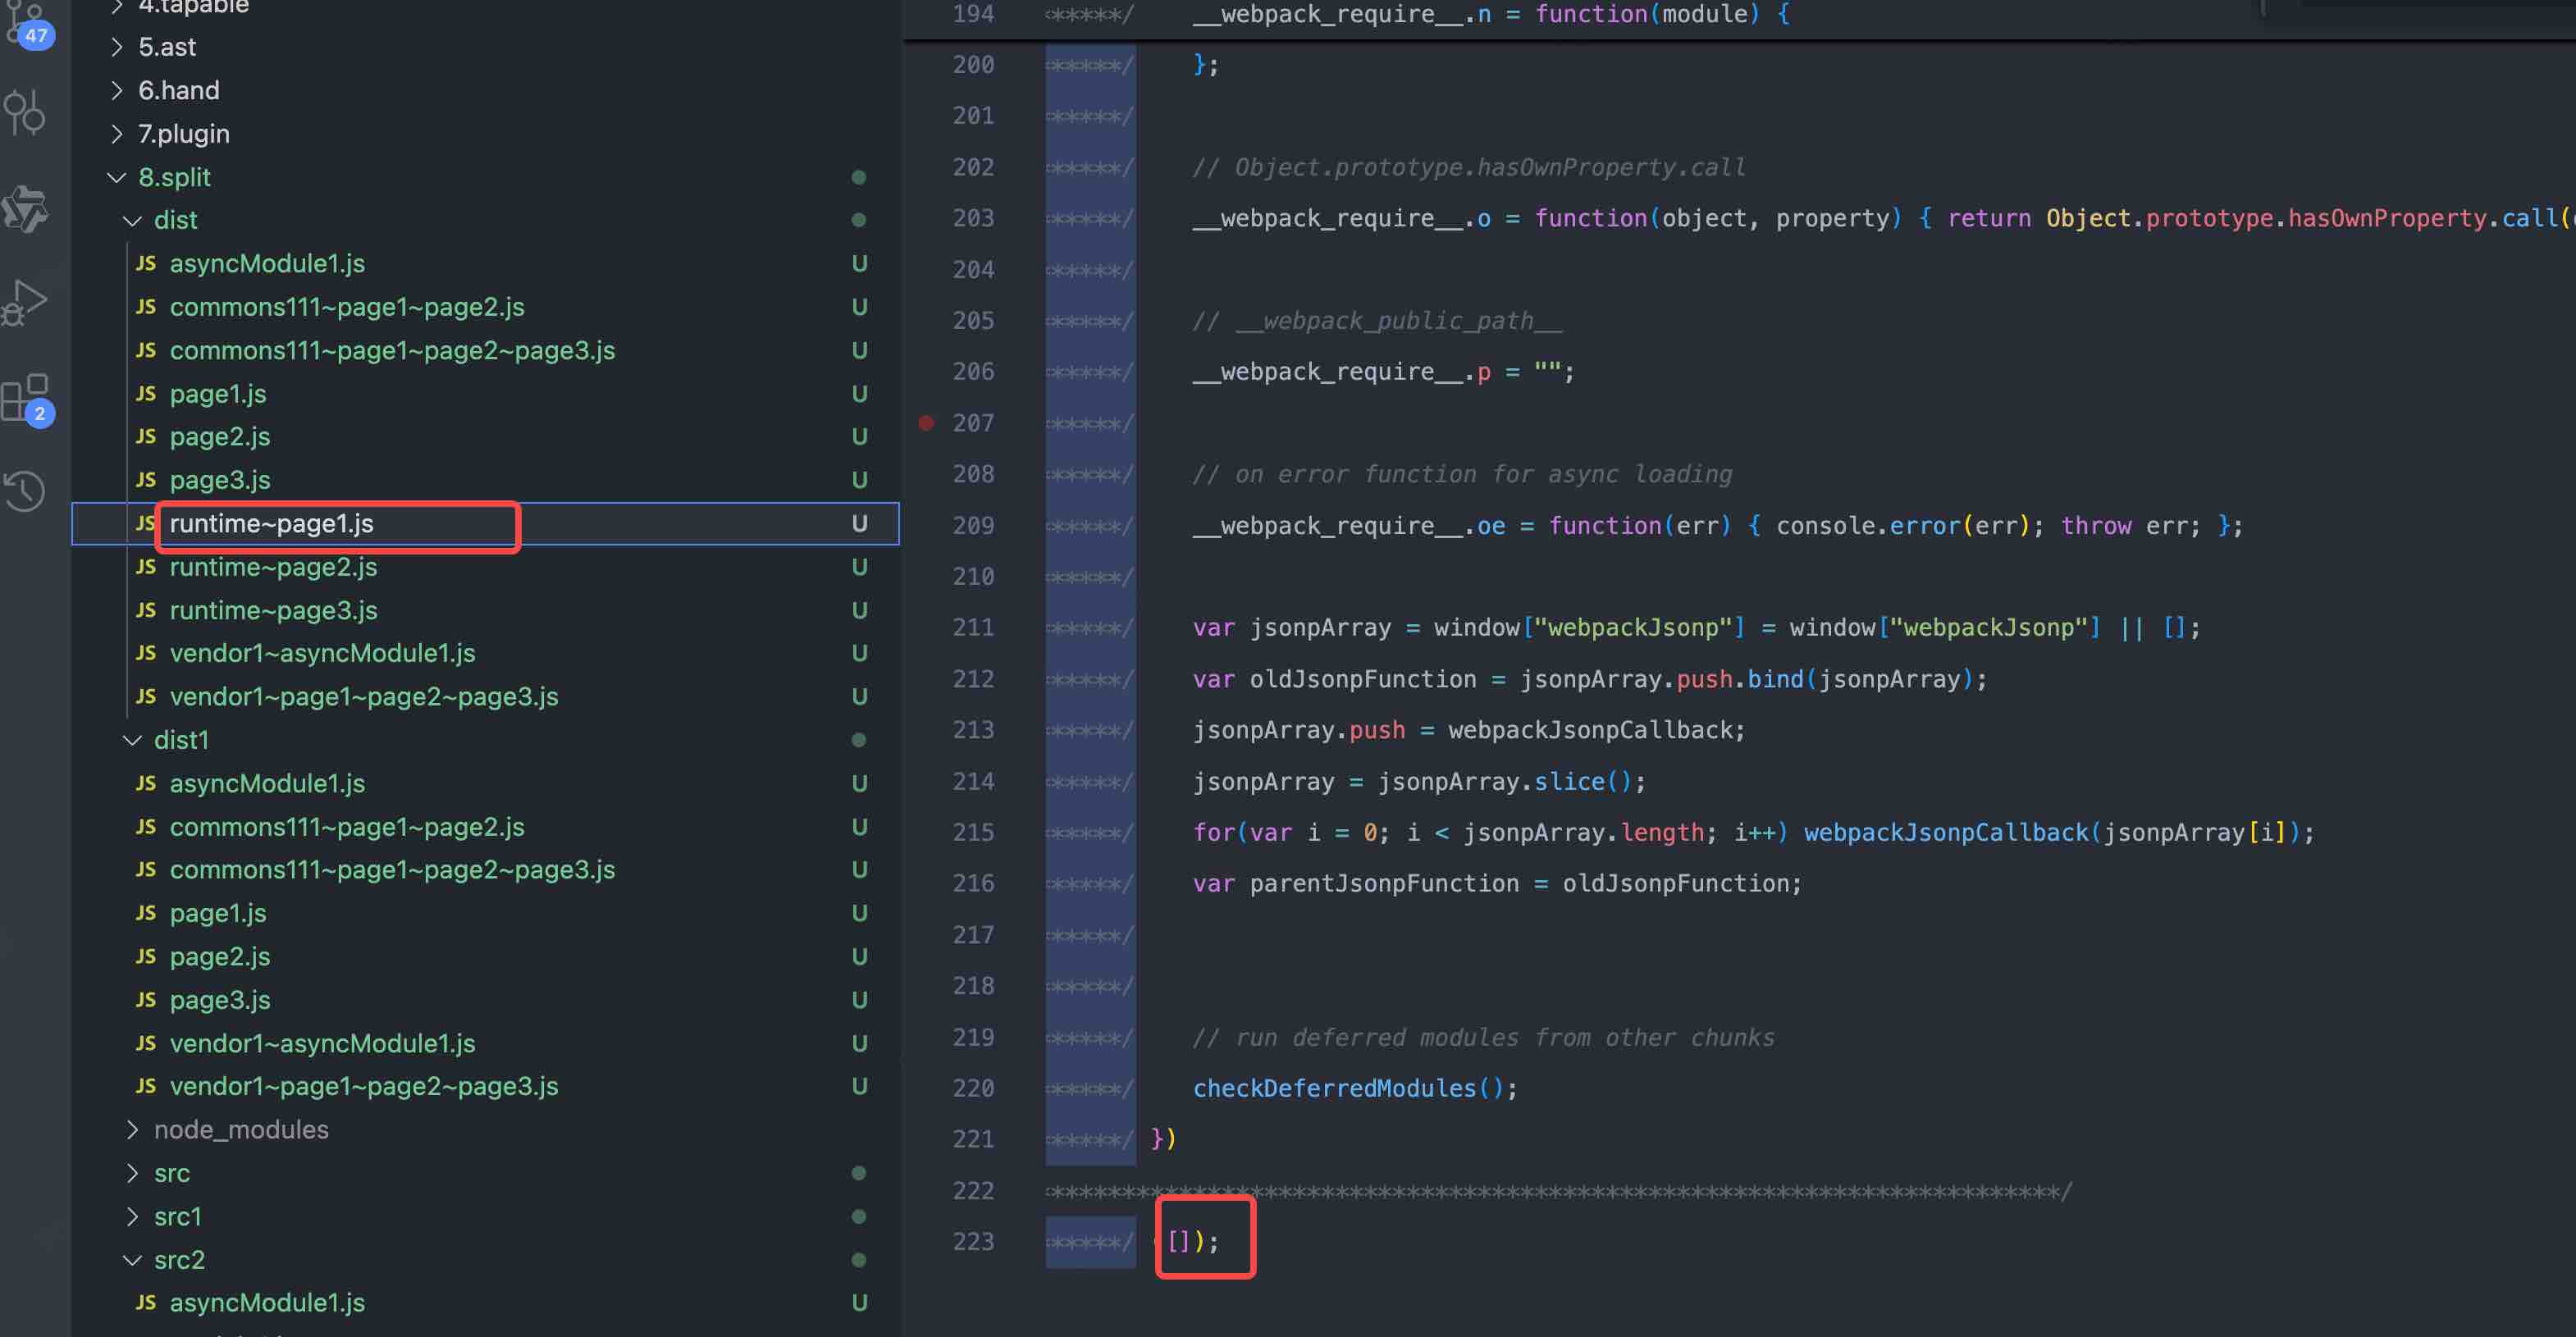 47
2
4.tapable
5.ast
6.hand
7.plugin
8.split
dist
JS asyncModule1.js U
JS commons111~page1~page2.js U
JS commons111~page1~page2~page3.js U
JS page1.js U
JS page2.js U
JS page3.js U
JS runtime~page1.js U
JS runtime~page2.js U
JS runtime~page3.js U
JS vendor1~asyncModule1.js U
JS vendor1~page1~page2~page3.js U
dist1
JS asyncModule1.js U
JS commons111~page1~page2.js U
JS commons111~page1~page2~page3.js U
JS page1.js U
JS page2.js U
JS page3.js U
JS vendor1~asyncModule1.js U
JS vendor1~page1~page2~page3.js U
node_modules
src
src1
src2
JS asyncModule1.js U
194 *****/ __webpack_require__.n = function(module) {
200 *****/ };
201 *****/
202 *****/ // Object.prototype.hasOwnProperty.call
203 *****/ __webpack_require__.o = function(object, property) { return Object.prototype.hasOwnProperty.call(
204 *****/
205 *****/ // __webpack_public_path__
206 *****/ __webpack_require__.p = "";
207 *****/
208 *****/ // on error function for async loading
209 *****/ __webpack_require__.oe = function(err) { console.error(err); throw err; };
210 *****/
211 *****/ var jsonpArray = window["webpackJsonp"] = window["webpackJsonp"] || [];
212 *****/ var oldJsonpFunction = jsonpArray.push.bind(jsonpArray);
213 *****/ jsonpArray.push = webpackJsonpCallback;
214 *****/ jsonpArray = jsonpArray.slice();
215 *****/ for(var i = 0; i < jsonpArray.length; i++) webpackJsonpCallback(jsonpArray[i]);
216 *****/ var parentJsonpFunction = oldJsonpFunction;
217 *****/
218 *****/
219 *****/ // run deferred modules from other chunks
220 *****/ checkDeferredModules();
221 *****/ })
222 ***********************************************************************/
223 *****/ ([]);